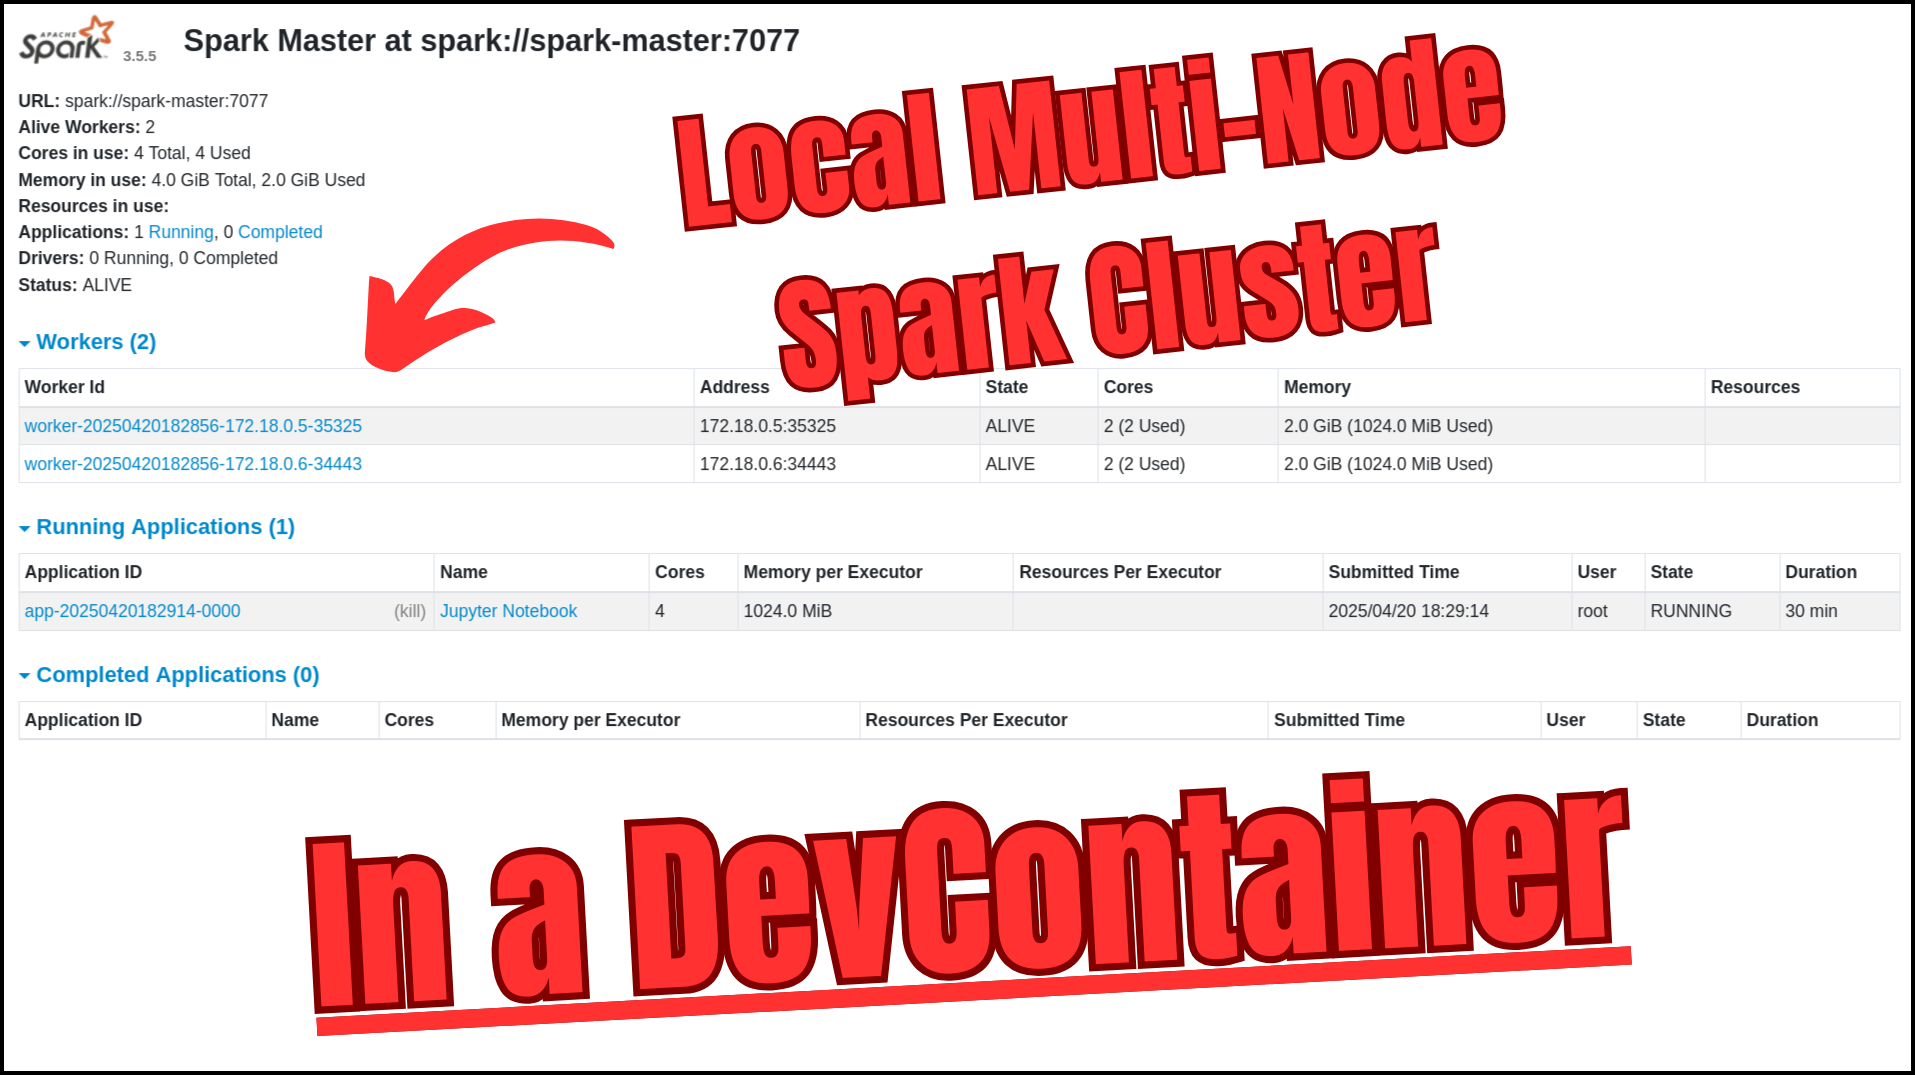 APACHE
Spark 3.5.5 Spark Master at spark://spark-master:7077
URL: spark://spark-master:7077
Alive Workers: 2
Cores in use: 4 Total, 4 Used
Memory in use: 4.0 GiB Total, 2.0 GiB Used
Resources in use:
Applications: 1 Running, 0 Completed
Drivers: 0 Running, 0 Completed
Status: ALIVE
Local Multi-Node
Spark Cluster
Workers (2)
Worker Id Address State Cores Memory Resources
worker-20250420182856-172.18.0.5-35325 172.18.0.5:35325 ALIVE 2 (2 Used) 2.0 GiB (1024.0 MiB Used)
worker-20250420182856-172.18.0.6-34443 172.18.0.6:34443 ALIVE 2 (2 Used) 2.0 GiB (1024.0 MiB Used)
Running Applications (1)
Application ID Name Cores Memory per Executor Resources Per Executor Submitted Time User State Duration
app-20250420182914-0000 (kill) Jupyter Notebook 4 1024.0 MiB 2025/04/20 18:29:14 root RUNNING 30 min
Completed Applications (0)
Application ID Name Cores Memory per Executor Resources Per Executor Submitted Time User State Duration
In a DevContainer